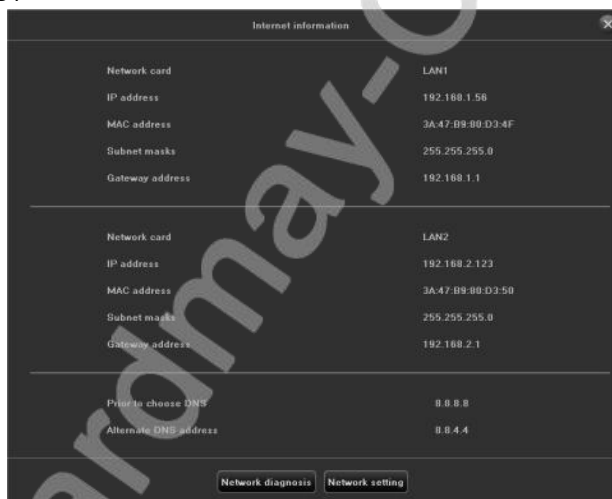 Internet information
Network card LAN1
IP address 192.168.1.56
MAC address 3A:47:B9:80:D3:4F
Subnet masks 255.255.255.0
Gateway address 192.168.1.1
Network card LAN2
IP address 192.168.2.123
MAC address 3A:47:B9:80:D3:50
Subnet masks 255.255.255.0
Gateway address 192.168.2.1
Prior to choose DNS 8.8.8.8
Alternate DNS address 8.8.4.4
Network diagnosis Network setting